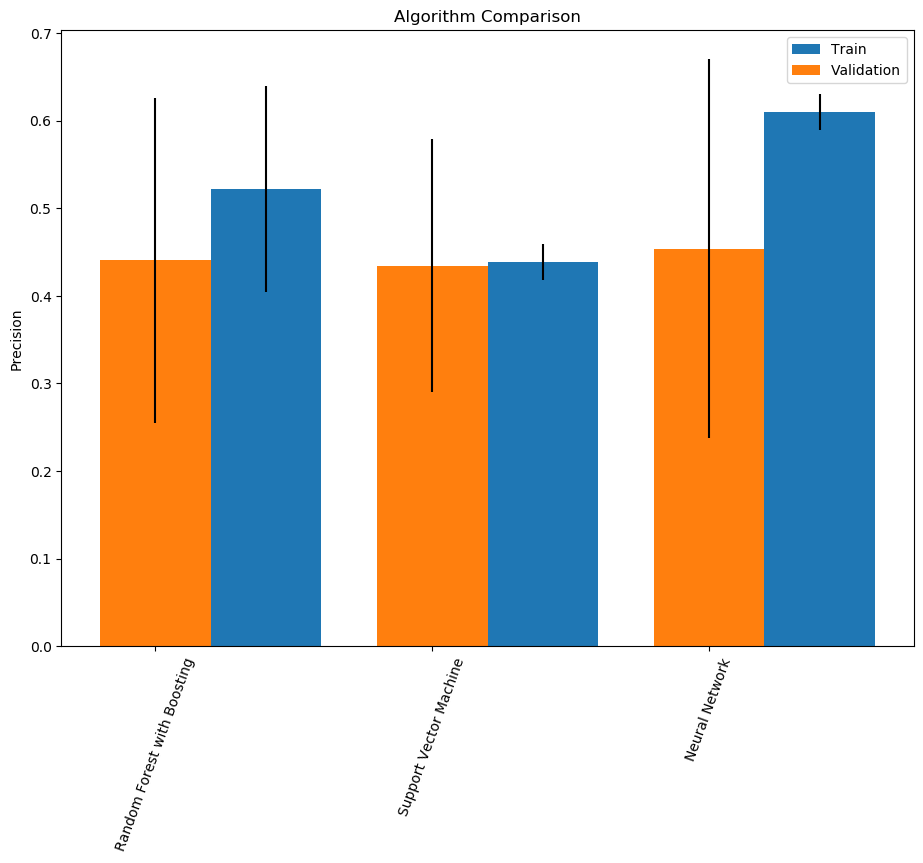 Algorithm Comparison
Train
Validation
Precision
0.7
0.6
0.5
0.4
0.3
0.2
0.1
0.0
Random Forest with Boosting
Support Vector Machine
Neural Network